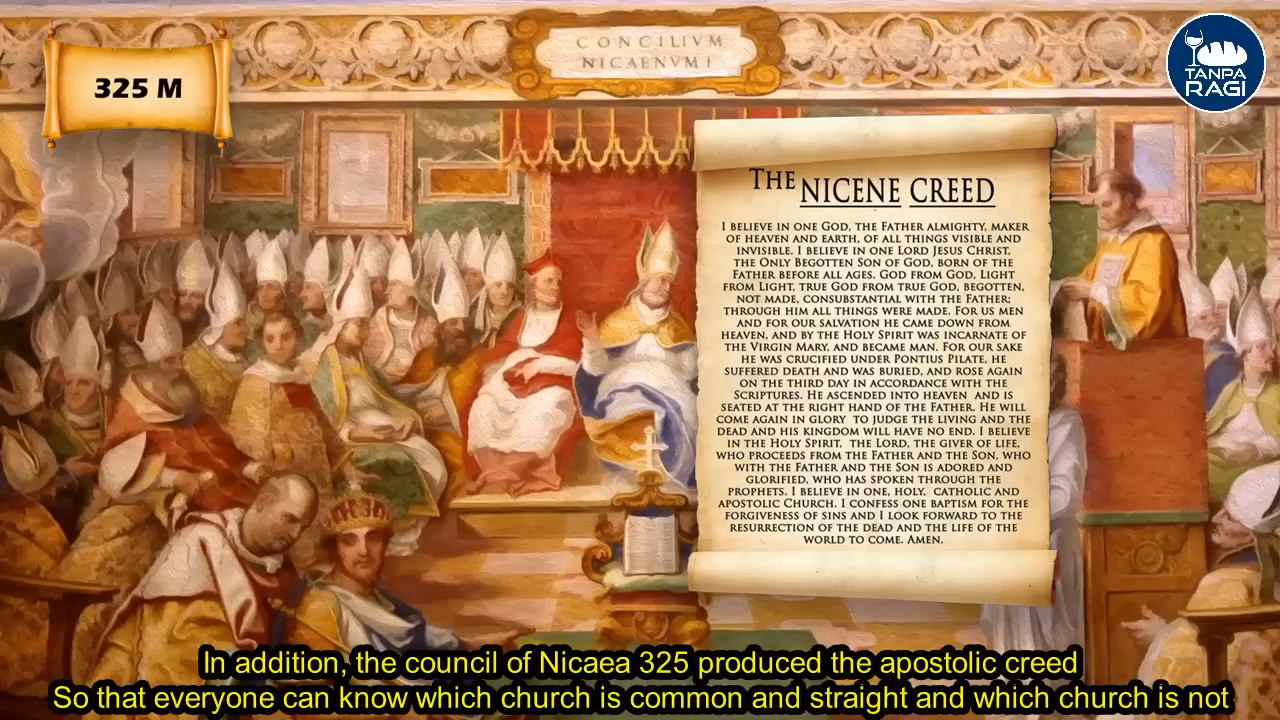 CONCILIVM
NICAENVM I
325 M
TANPA
RAGI
THE NICENE CREED
I BELIEVE IN ONE GOD, THE FATHER ALMIGHTY, MAKER
OF HEAVEN AND EARTH, OF ALL THINGS VISIBLE AND
INVISIBLE. I BELIEVE IN ONE LORD JESUS CHRIST,
THE ONLY BEGOTTEN SON OF GOD, BORN OF THE
FATHER BEFORE ALL AGES. GOD FROM GOD, LIGHT
FROM LIGHT, TRUE GOD FROM TRUE GOD, BEGOTTEN,
NOT MADE, CONSUBSTANTIAL WITH THE FATHER;
THROUGH HIM ALL THINGS WERE MADE. FOR US MEN
AND FOR OUR SALVATION HE CAME DOWN FROM
HEAVEN, AND BY THE HOLY SPIRIT WAS INCARNATE OF
THE VIRGIN MARY, AND BECAME MAN. FOR OUR SAKE
HE WAS CRUCIFIED UNDER PONTIUS PILATE, HE
SUFFERED DEATH AND WAS BURIED, AND ROSE AGAIN
ON THE THIRD DAY IN ACCORDANCE WITH THE
SCRIPTURES. HE ASCENDED INTO HEAVEN AND IS
SEATED AT THE RIGHT HAND OF THE FATHER. HE WILL
COME AGAIN IN GLORY TO JUDGE THE LIVING AND THE
DEAD AND HIS KINGDOM WILL HAVE NO END. I BELIEVE
IN THE HOLY SPIRIT, THE LORD, THE GIVER OF LIFE,
WHO PROCEEDS FROM THE FATHER AND THE SON, WHO
WITH THE FATHER AND THE SON IS ADORED AND
GLORIFIED, WHO HAS SPOKEN THROUGH THE
PROPHETS. I BELIEVE IN ONE, HOLY, CATHOLIC AND
APOSTOLIC CHURCH. I CONFESS ONE BAPTISM FOR THE
FORGIVENESS OF SINS AND I LOOK FORWARD TO THE
RESURRECTION OF THE DEAD AND THE LIFE OF THE
WORLD TO COME. AMEN.
In addition, the council of Nicaea 325 produced the apostolic creed
So that everyone can know which church is common and straight and which church is not